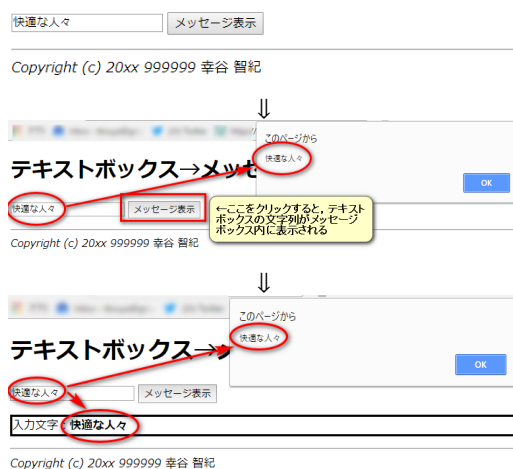 快適な人々 メッセージ表示
Copyright (c) 20xx 999999 幸谷 智紀
⇓
このページから
快適な人々
OK
テキストボックス→メッセ
快適な人々 メッセージ表示
←ここをクリックすると, テキスト
ボックスの文字列がメッセージ
ボックス内に表示される
Copyright (c) 20xx 999999 幸谷 智紀
⇓
このページから
快適な人々
OK
テキストボックス→
快適な人々 メッセージ表示
入力文字: 快適な人々
Copyright (c) 20xx 999999 幸谷 智紀